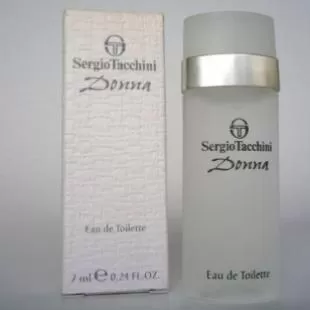 SergioTacchini
Donna
Eau de Toilette
7 ml ℮ 0,24 FL.OZ.
SergioTacchini
Donna
Eau de Toilette